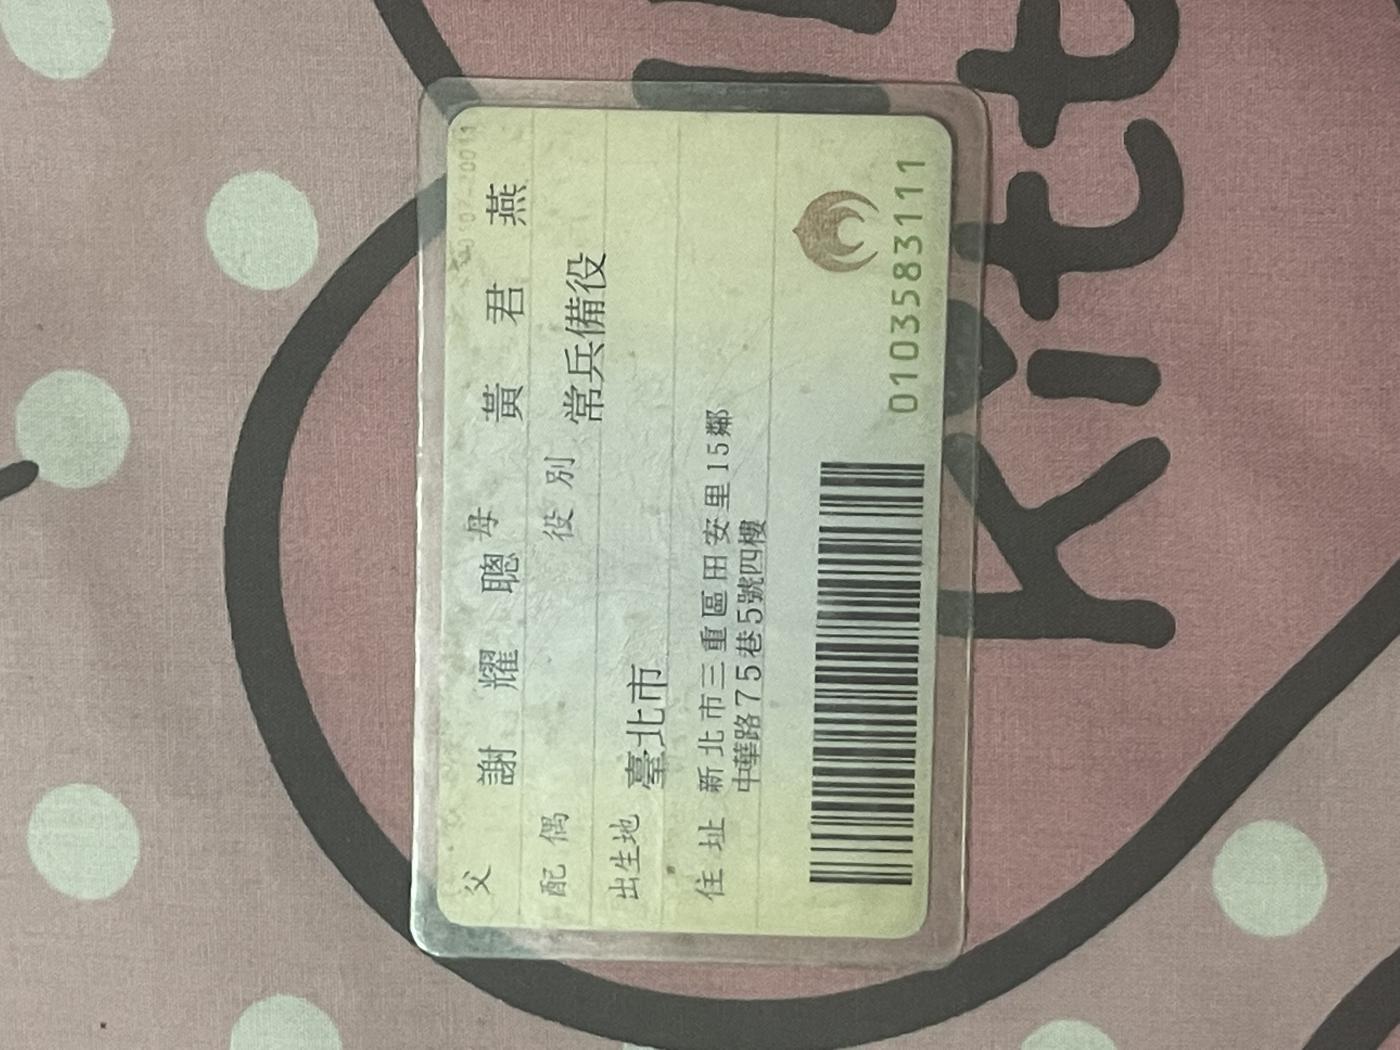 父 謝耀聰 母 黃君燕
配偶 役別 常兵備役
出生地 臺北市
住址 新北市三重區田安里15鄰
中華路75巷5號四樓
0103583111
kitt